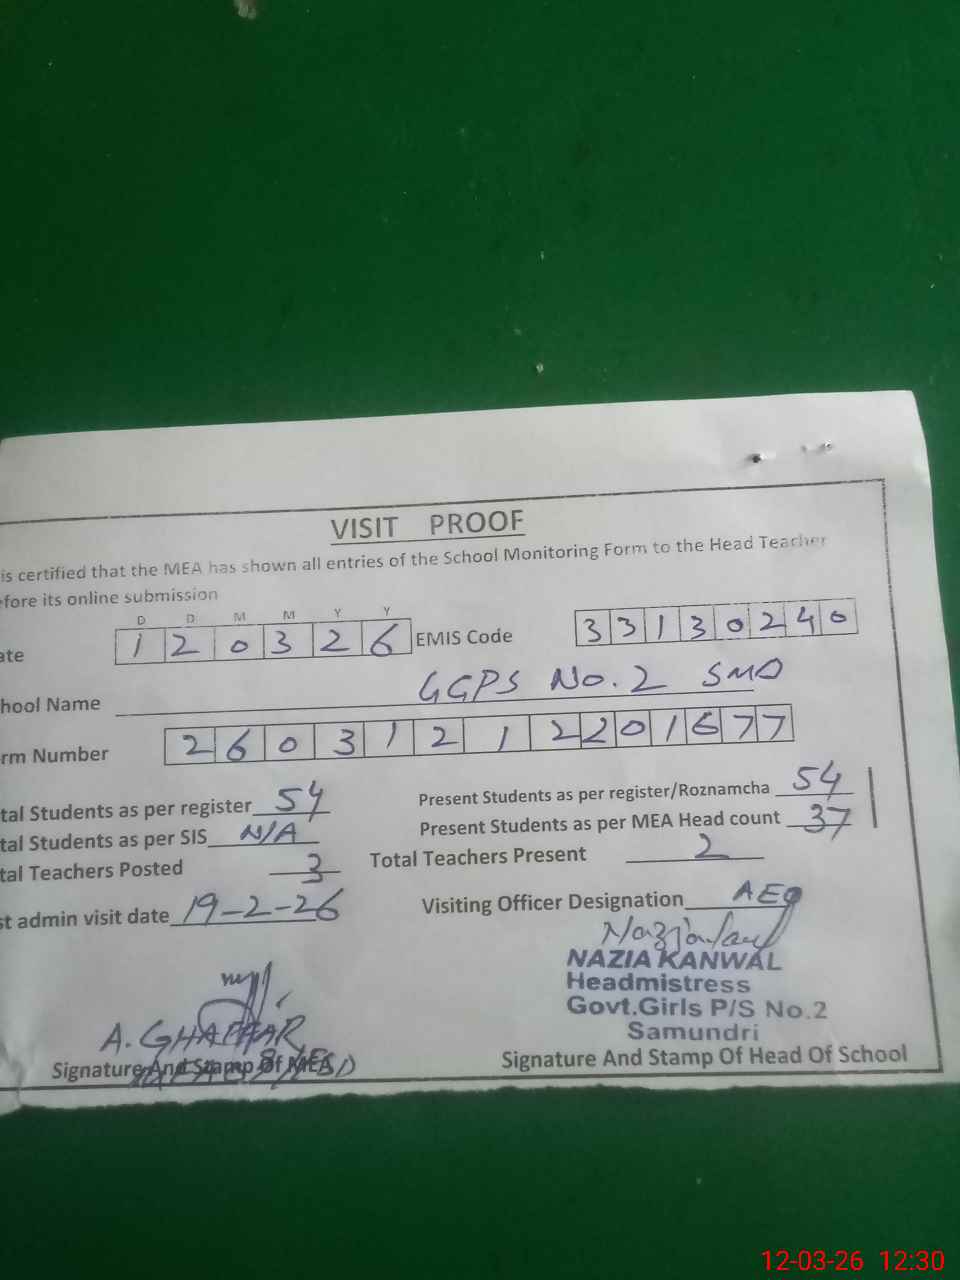 VISIT PROOF
is certified that the MEA has shown all entries of the School Monitoring Form to the Head Teacher
efore its online submission
D D M M Y Y
ate 1 2 0 3 2 6 EMIS Code 3 3 1 3 0 2 4 0
hool Name GGPS No. 2 SMD
rm Number 2 6 0 3 1 2 1 2 2 0 1 6 7 7
tal Students as per register 54 Present Students as per register/Roznamcha 54
tal Students as per SIS N/A Present Students as per MEA Head count 37
tal Teachers Posted 3 Total Teachers Present 2
st admin visit date 19-2-26 Visiting Officer Designation AEO
NAZIA KANWAL
Headmistress
Govt.Girls P/S No.2
Samundri
A. GHAFFAR
Signature And Stamp Of MEA Signature And Stamp Of Head Of School
12-03-26 12:30